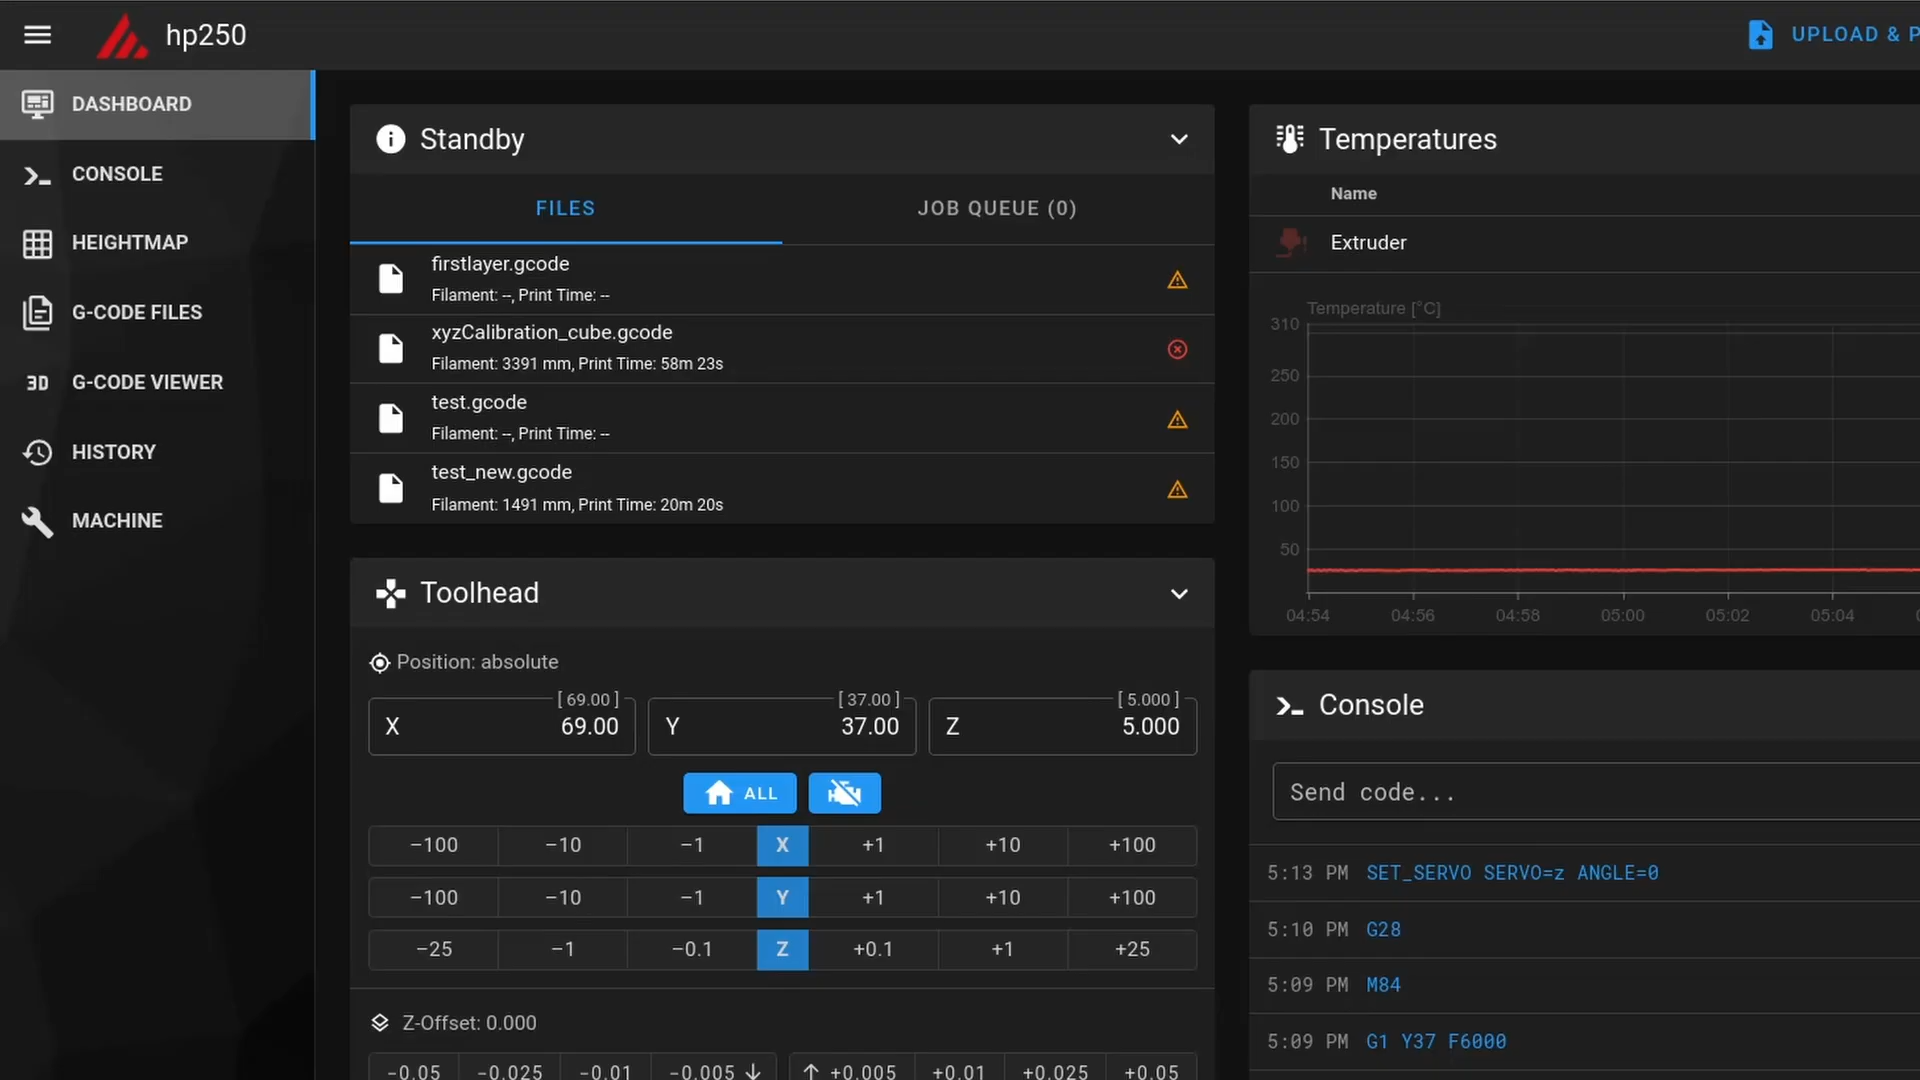 hp250
UPLOAD & P
DASHBOARD
CONSOLE
HEIGHTMAP
G-CODE FILES
3D G-CODE VIEWER
HISTORY
MACHINE
Standby
FILES JOB QUEUE (0)
firstlayer.gcode
Filament: --, Print Time: --
xyzCalibration_cube.gcode
Filament: 3391 mm, Print Time: 58m 23s
test.gcode
Filament: --, Print Time: --
test_new.gcode
Filament: 1491 mm, Print Time: 20m 20s
Toolhead
Position: absolute
[ 69.00 ] [ 37.00 ] [ 5.000 ]
X 69.00 Y 37.00 Z 5.000
ALL
−100 −10 −1 X +1 +10 +100
−100 −10 −1 Y +1 +10 +100
−25 −1 −0.1 Z +0.1 +1 +25
Z-Offset: 0.000
−0.05 −0.025 −0.01 −0.005 +0.005 +0.01 +0.025 +0.05
Temperatures
Name
Extruder
Temperature [°C]
310
250
200
150
100
50
04:54 04:56 04:58 05:00 05:02 05:04
Console
Send code...
5:13 PM SET_SERVO SERVO=z ANGLE=0
5:10 PM G28
5:09 PM M84
5:09 PM G1 Y37 F6000